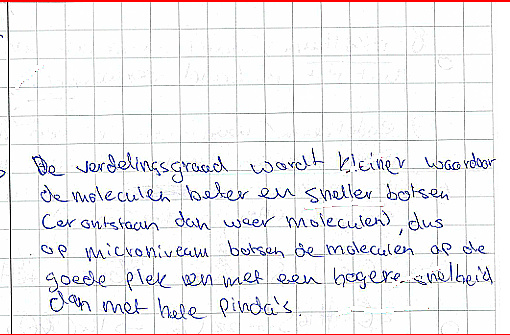 De verdelingsgraad wordt kleiner waardoor
de moleculen beter en sneller botsen
(er ontstaan dan weer moleculen), dus
op microniveau botsen de moleculen op de
goede plek en met een hogere snelheid
dan met hele pinda's.